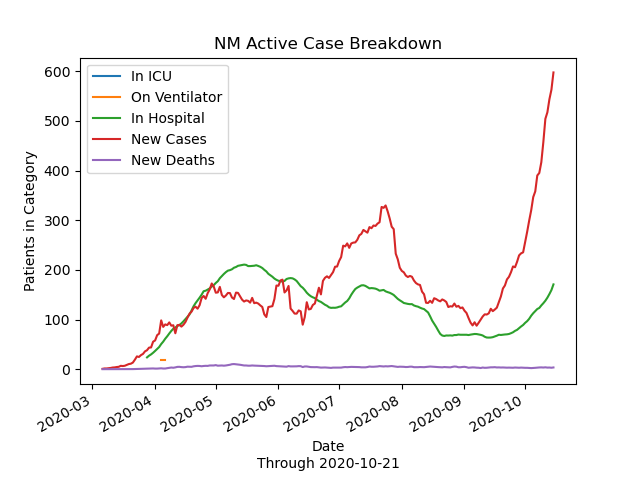 NM Active Case Breakdown
In ICU
On Ventilator
In Hospital
New Cases
New Deaths
Patients in Category
600
500
400
300
200
100
0
2020-03
2020-04
2020-05
2020-06
2020-07
2020-08
2020-09
2020-10
Date
Through 2020-10-21